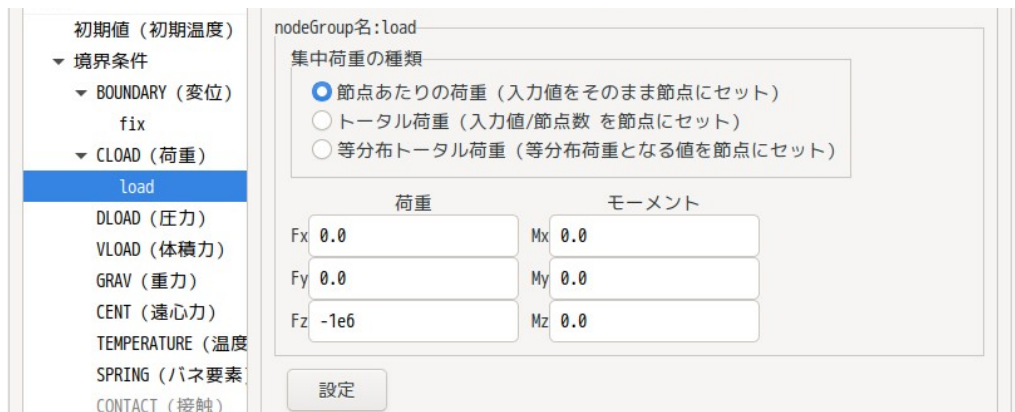 初期値（初期温度）
▼ 境界条件
▼ BOUNDARY（変位）
fix
▼ CLOAD（荷重）
load
DLOAD（圧力）
VLOAD（体積力）
GRAV（重力）
CENT（遠心力）
TEMPERATURE（温度
SPRING（バネ要素）
CONTACT（接触）
nodeGroup名:load
集中荷重の種類
節点あたりの荷重（入力値をそのまま節点にセット）
トータル荷重（入力値/節点数 を節点にセット）
等分布トータル荷重（等分布荷重となる値を節点にセット）
荷重 モーメント
Fx 0.0 Mx 0.0
Fy 0.0 My 0.0
Fz -1e6 Mz 0.0
設定